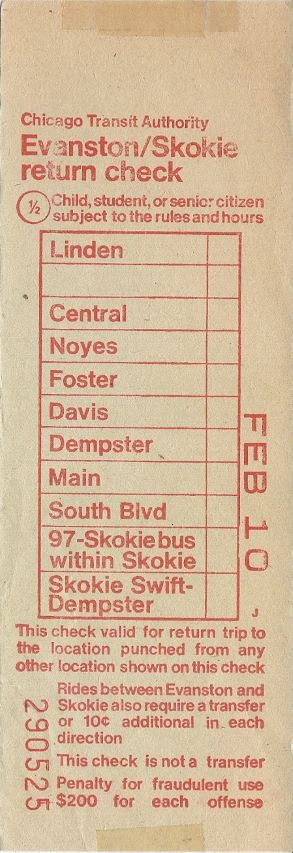 Chicago Transit Authority
Evanston/Skokie
return check
½ Child, student, or senior citizen
subject to the rules and hours
Linden
Central
Noyes
Foster
Davis
Dempster
Main
South Blvd
97-Skokie bus
within Skokie
Skokie Swift-
Dempster
FEB 10
J
This check valid for return trip to
the location punched from any
other location shown on this check
Rides between Evanston and
Skokie also require a transfer
or 10¢ additional in each
direction
This check is not a transfer
Penalty for fraudulent use
$200 for each offense
290525